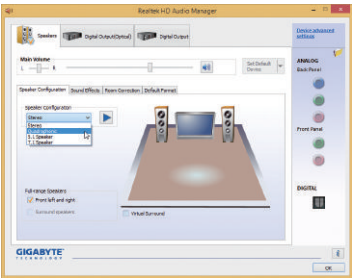 Realtek HD Audio Manager
Speakers
Digital Output(Optical)
Digital Output
Device advanced settings
Main Volume
L
R
Set Default Device
ANALOG
Back Panel
Speaker Configuration
Sound Effects
Room Correction
Default Format
Speaker Configuration
Stereo
Stereo
Quadraphonic
5.1 Speaker
7.1 Speaker
Front Panel
Full-range Speakers
Front left and right
Surround speakers
Virtual Surround
DIGITAL
GIGABYTE
TECHNOLOGY
OK